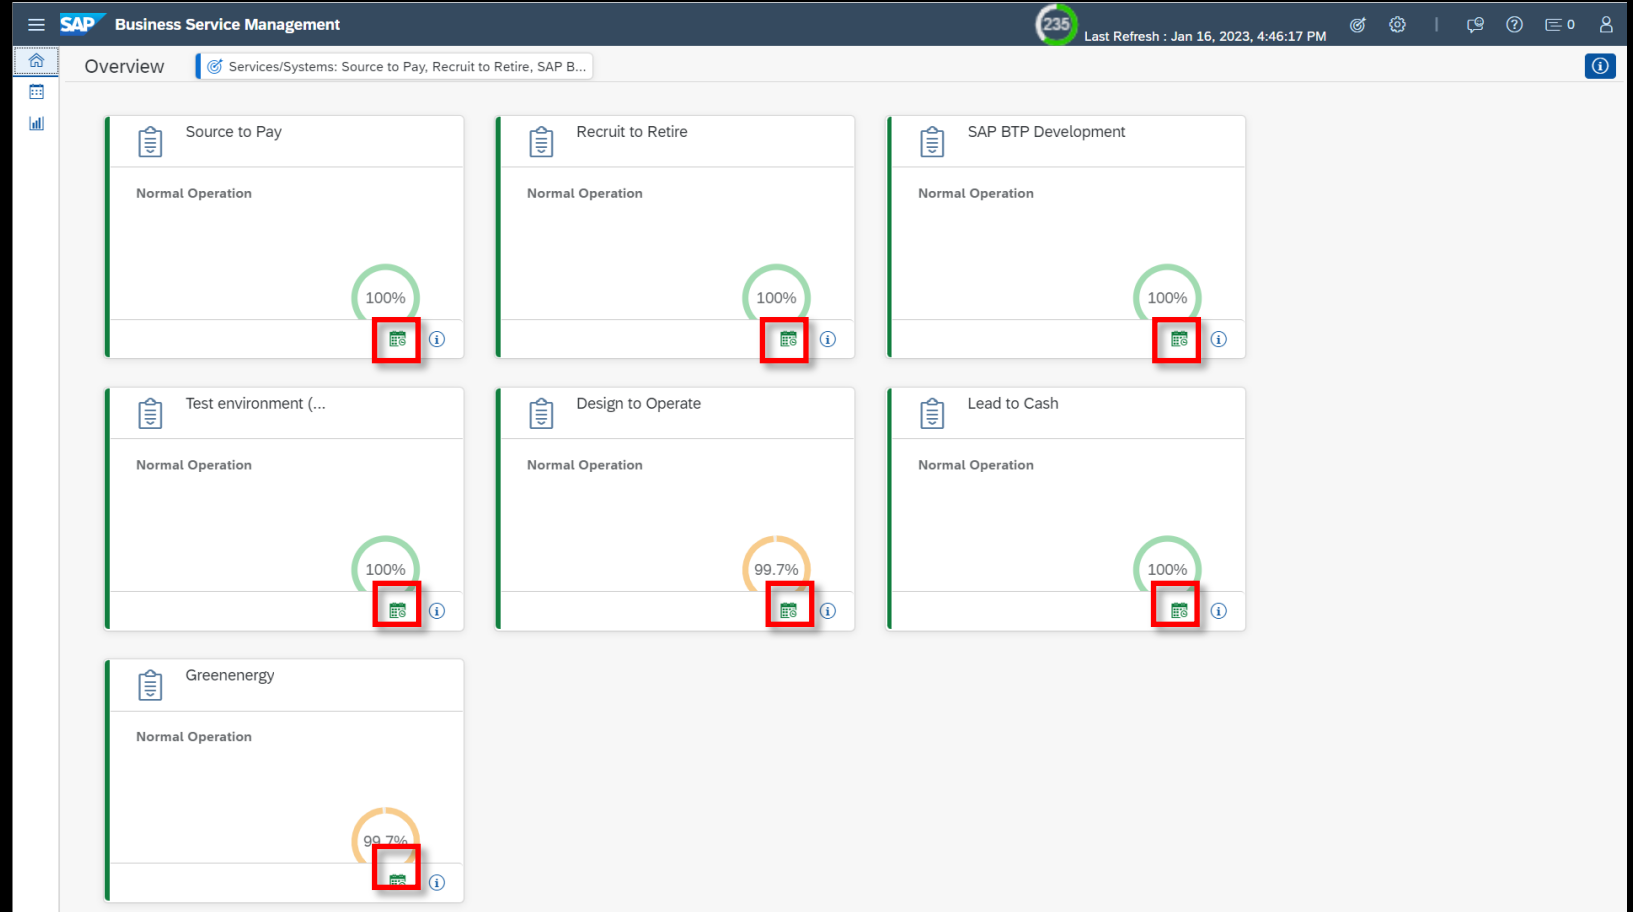 SAP Business Service Management
235
Last Refresh : Jan 16, 2023, 4:46:17 PM
0
Overview
Services/Systems: Source to Pay, Recruit to Retire, SAP B...
Source to Pay
Normal Operation
100%
Recruit to Retire
Normal Operation
100%
SAP BTP Development
Normal Operation
100%
Test environment (...
Normal Operation
100%
Design to Operate
Normal Operation
99.7%
Lead to Cash
Normal Operation
100%
Greenenergy
Normal Operation
99.7%